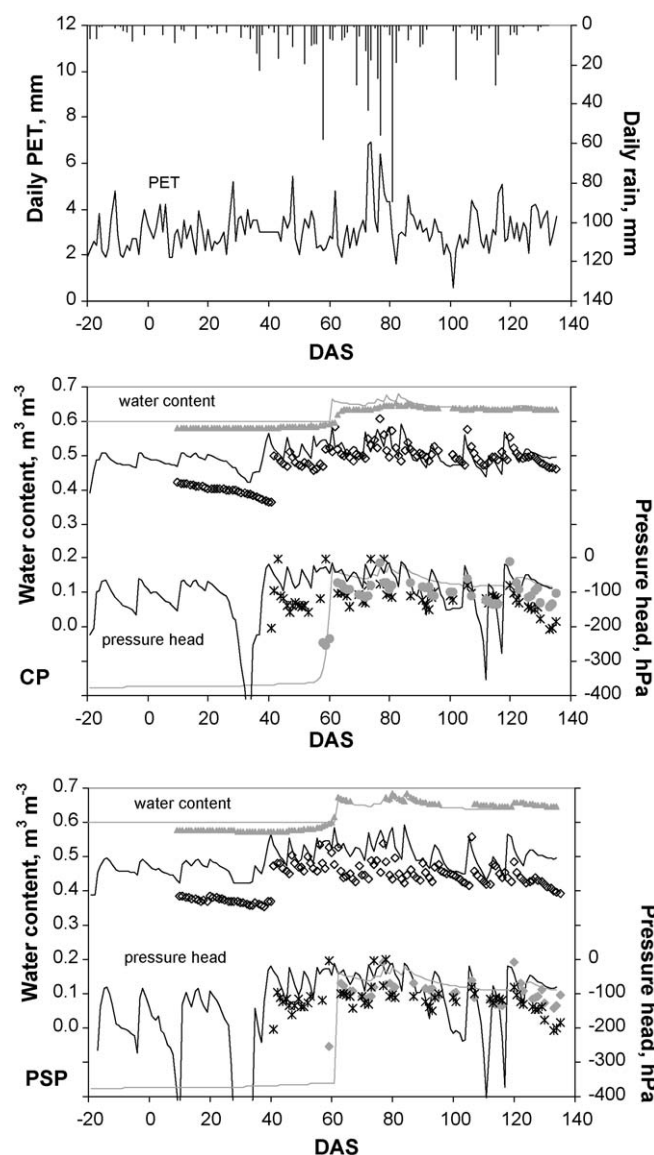 12
10
8
6
4
2
0
Daily PET, mm
PET
0
20
40
60
80
100
120
140
Daily rain, mm
-20 0 20 40 60 80 100 120 140
DAS
0.7
0.6
0.5
0.4
0.3
0.2
0.1
0.0
Water content, m³ m⁻³
water content
pressure head
0
-100
-200
-300
-400
Pressure head, hPa
CP
-20 0 20 40 60 80 100 120 140
DAS
0.7
0.6
0.5
0.4
0.3
0.2
0.1
0.0
Water content, m³ m⁻³
water content
pressure head
0
-100
-200
-300
-400
Pressure head, hPa
PSP
-20 0 20 40 60 80 100 120 140
DAS